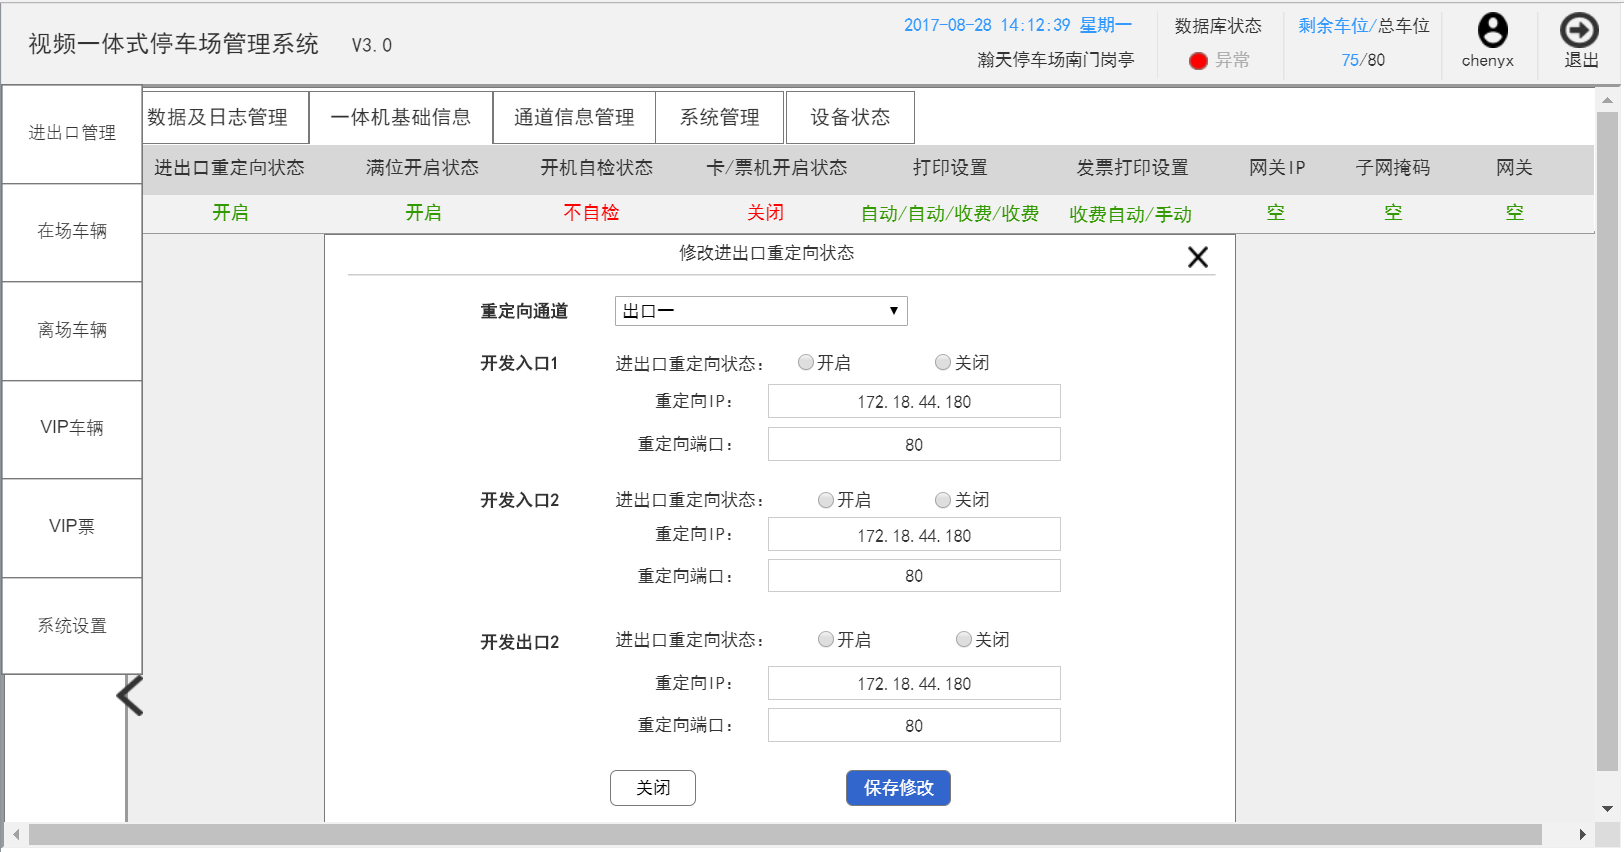 视频一体式停车场管理系统 V3.0
2017-08-28 14:12:39 星期一
瀚天停车场南门岗亭
数据库状态
异常
剩余车位/总车位
75/80
chenyx
退出
进出口管理
在场车辆
离场车辆
VIP车辆
VIP票
系统设置
数据及日志管理 一体机基础信息 通道信息管理 系统管理 设备状态
进出口重定向状态 满位开启状态 开机自检状态 卡/票机开启状态 打印设置 发票打印设置 网关IP 子网掩码 网关
开启 开启 不自检 关闭 自动/自动/收费/收费 收费自动/手动 空 空 空
修改进出口重定向状态
重定向通道 出口一
开发入口1 进出口重定向状态: 开启 关闭
重定向IP: 172.18.44.180
重定向端口: 80
开发入口2 进出口重定向状态: 开启 关闭
重定向IP: 172.18.44.180
重定向端口: 80
开发出口2 进出口重定向状态: 开启 关闭
重定向IP: 172.18.44.180
重定向端口: 80
关闭 保存修改